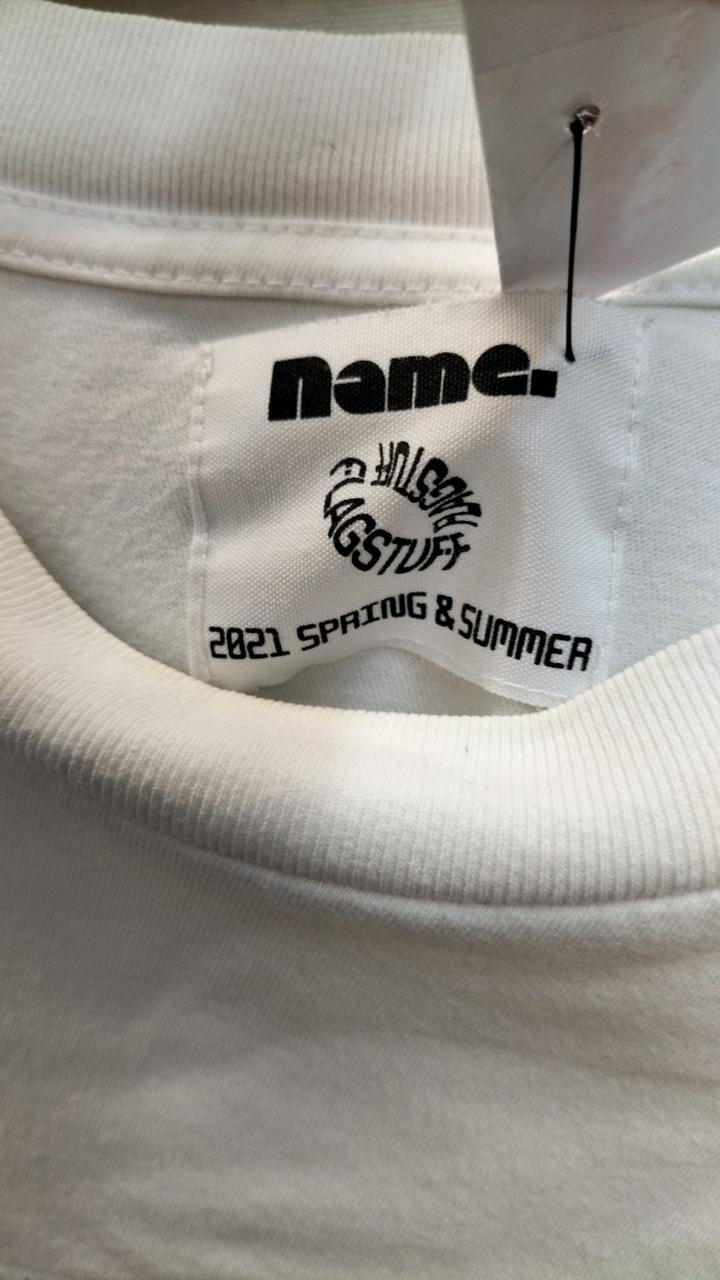 name.
FLAGSTUFF FLAGSTUFF
2021 SPRING & SUMMER